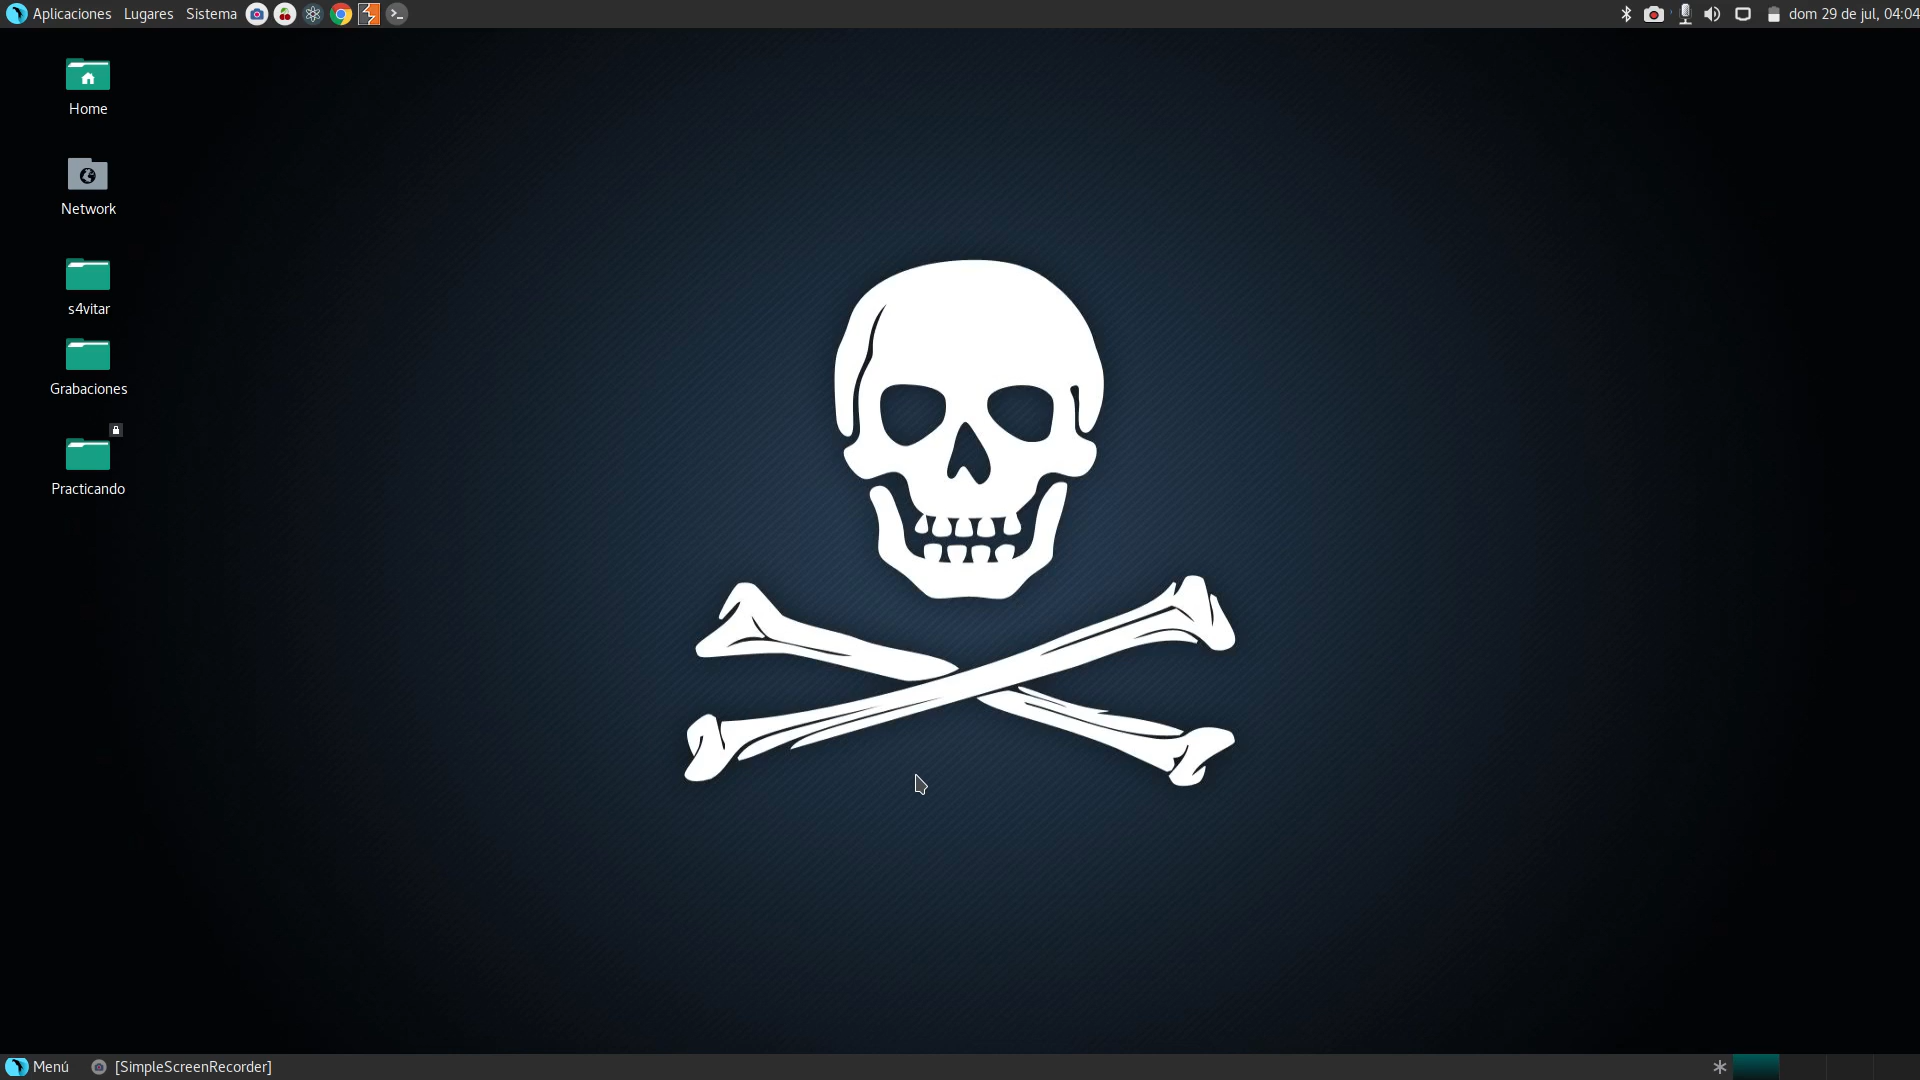 Aplicaciones Lugares Sistema dom 29 de jul, 04:04
Home
Network
s4vitar
Grabaciones
Practicando
Menú [SimpleScreenRecorder]